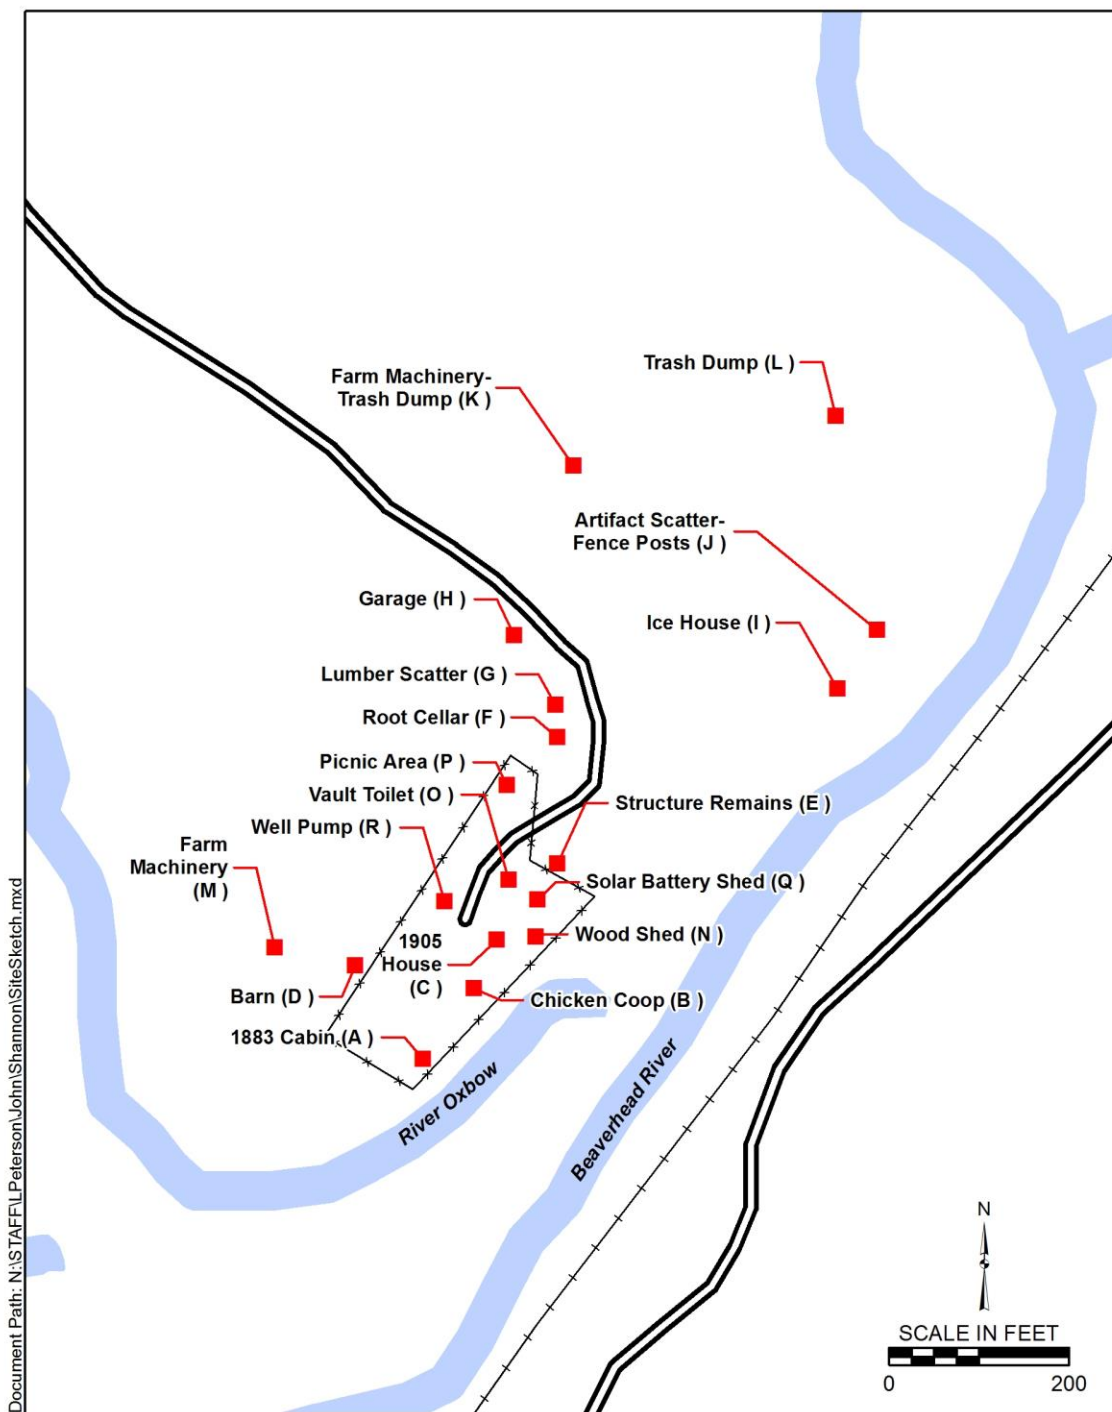 Trash Dump (L )
Farm Machinery-
Trash Dump (K )
Artifact Scatter-
Fence Posts (J )
Garage (H )
Ice House (I )
Lumber Scatter (G )
Root Cellar (F )
Picnic Area (P )
Vault Toilet (O )
Structure Remains (E )
Well Pump (R )
Farm
Machinery
(M )
Solar Battery Shed (Q )
Wood Shed (N )
1905
House
(C )
Barn (D )
Chicken Coop (B )
1883 Cabin (A )
River Oxbow
Beaverhead River
N
SCALE IN FEET
0 200
Document Path: N:\STAFF\LPeterson\John\Shannon\SiteSketch.mxd